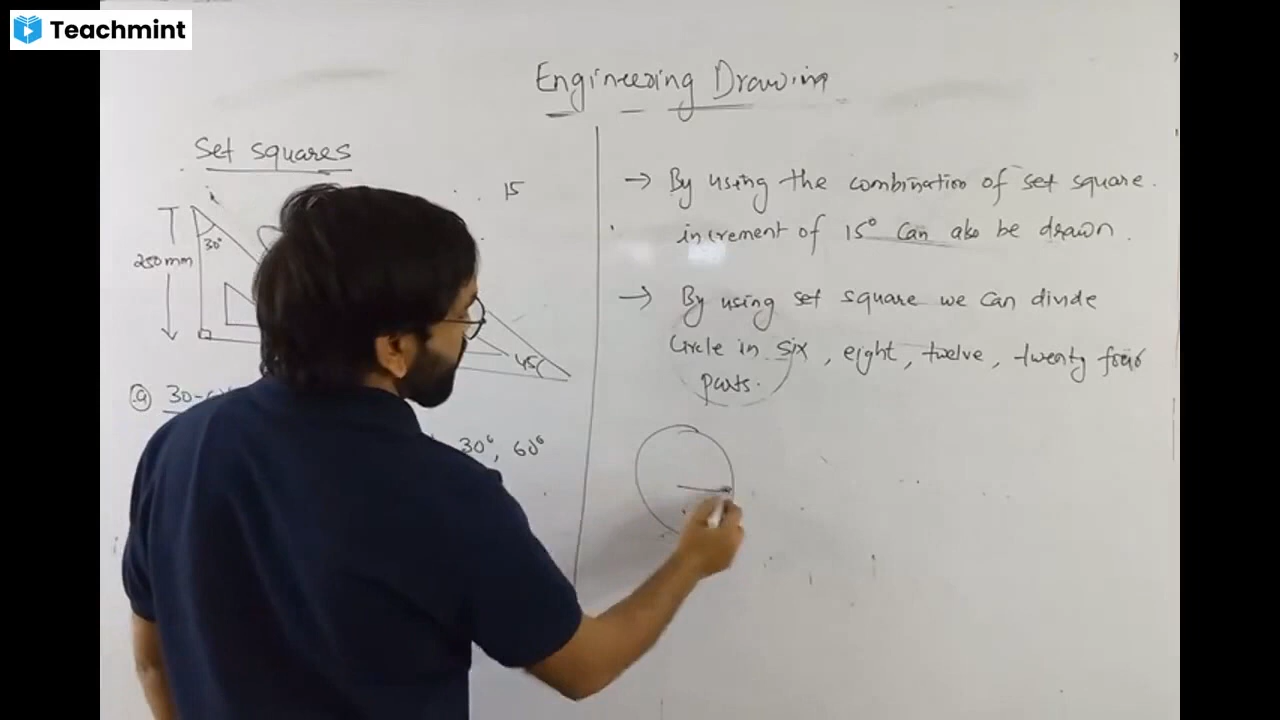 Teachmint
Engineering Drawing
Set squares
15
30°
250mm
45
(a) 30-
30°, 60°
→ By using the combination of set square.
increment of 15° can also be drawn.
→ By using set square we can divide
Circle in six, eight, twelve, twenty four
parts.